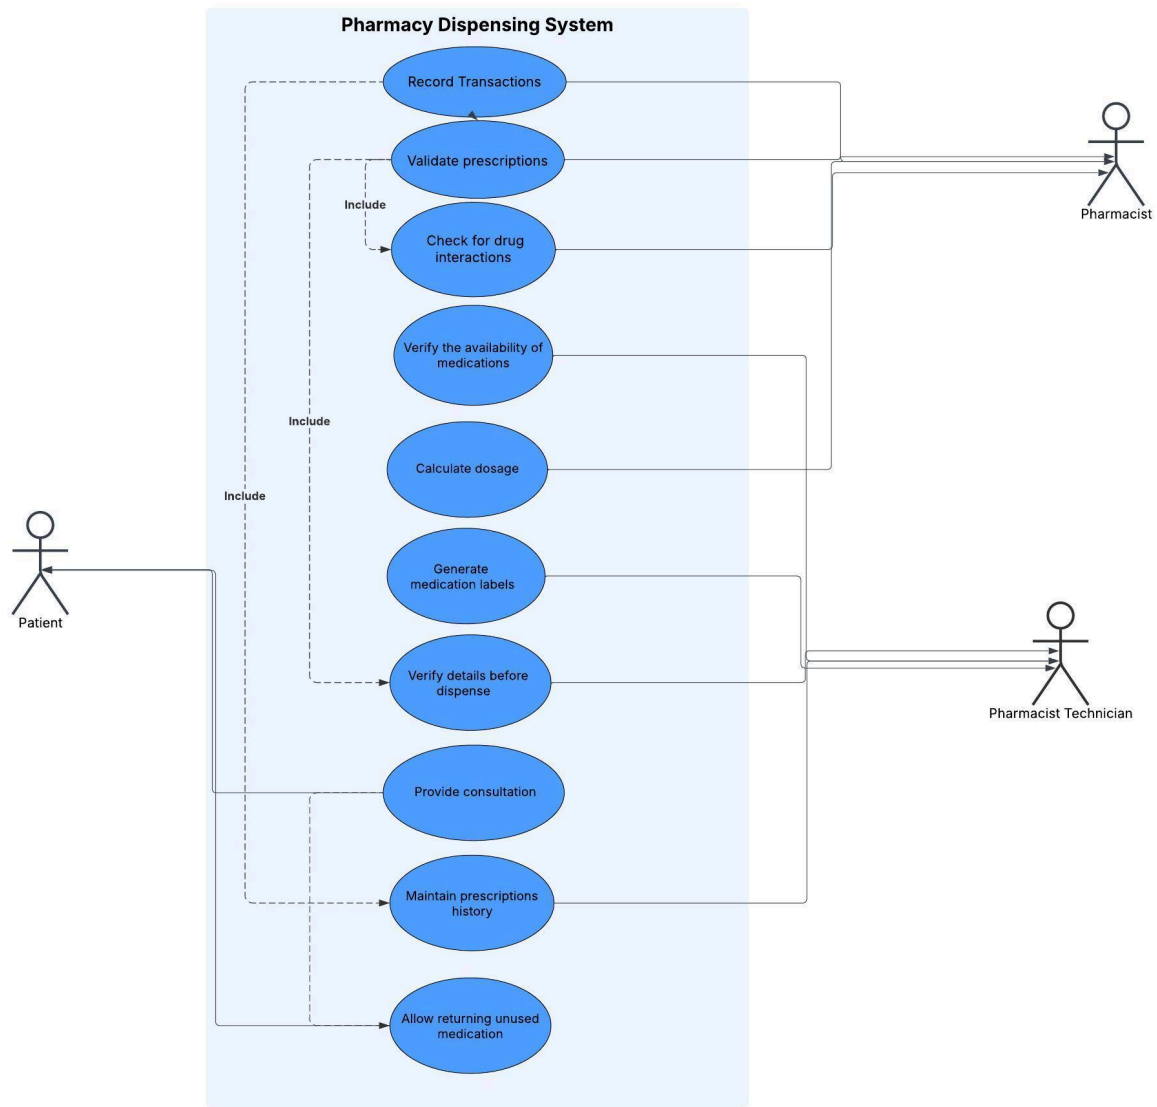 Pharmacy Dispensing System
Record Transactions
Validate prescriptions
Include
Check for drug
interactions
Pharmacist
Verify the availability of
medications
Include
Calculate dosage
Include
Generate
medication labels
Patient
Verify details before
dispense
Pharmacist Technician
Provide consultation
Maintain prescriptions
history
Allow returning unused
medication